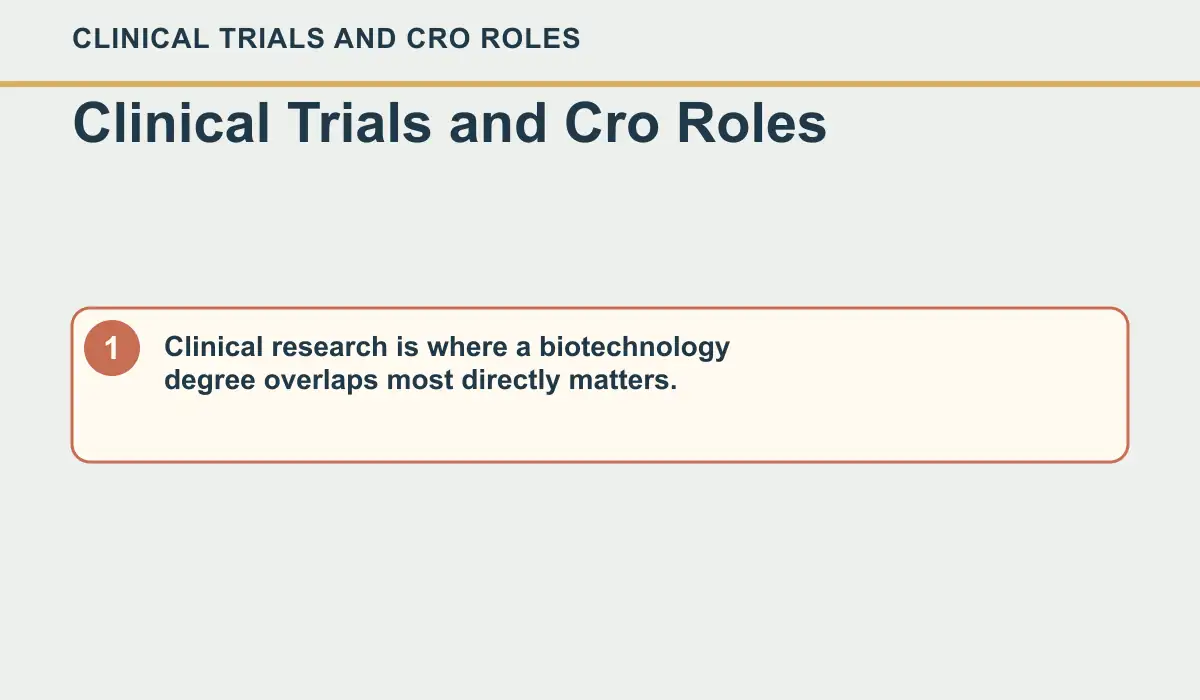 CLINICAL TRIALS AND CRO ROLES
Clinical Trials and Cro Roles
1
Clinical research is where a biotechnology
degree overlaps most directly matters.